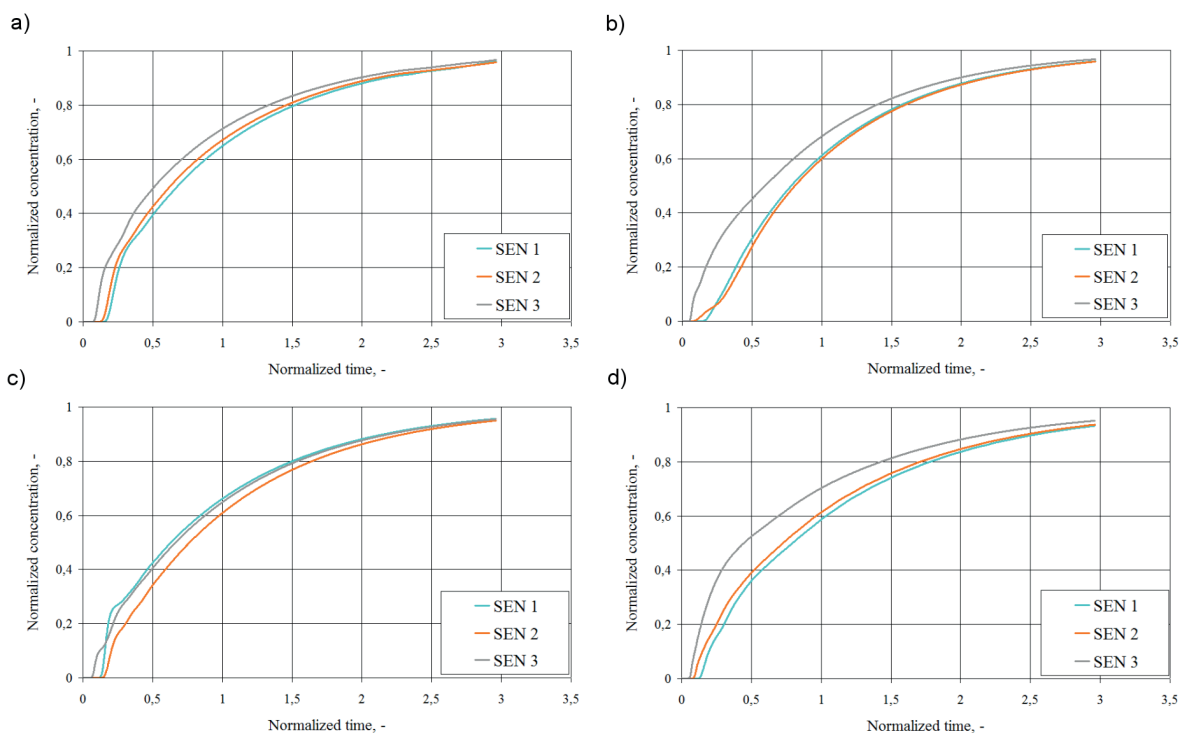 a)
1
0,8
0,6
0,4
0,2
0
0 0,5 1 1,5 2 2,5 3 3,5
Normalized concentration, -
Normalized time, -
SEN 1
SEN 2
SEN 3
b)
1
0,8
0,6
0,4
0,2
0
0 0,5 1 1,5 2 2,5 3 3,5
Normalized concentration, -
Normalized time, -
SEN 1
SEN 2
SEN 3
c)
1
0,8
0,6
0,4
0,2
0
0 0,5 1 1,5 2 2,5 3 3,5
Normalized concentration, -
Normalized time, -
SEN 1
SEN 2
SEN 3
d)
1
0,8
0,6
0,4
0,2
0
0 0,5 1 1,5 2 2,5 3 3,5
Normalized concentration, -
Normalized time, -
SEN 1
SEN 2
SEN 3